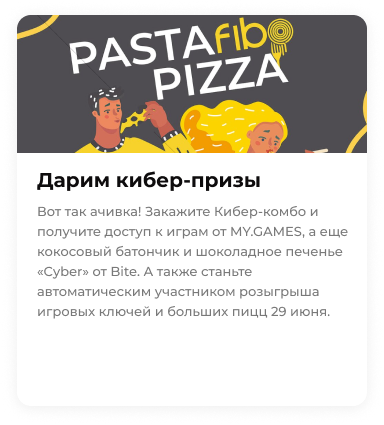 PASTA fibo
PIZZA
Дарим кибер-призы
Вот так ачивка! Закажите Кибер-комбо и
получите доступ к играм от MY.GAMES, а еще
кокосовый батончик и шоколадное печенье
«Cyber» от Bite. А также станьте
автоматическим участником розыгрыша
игровых ключей и больших пицц 29 июня.